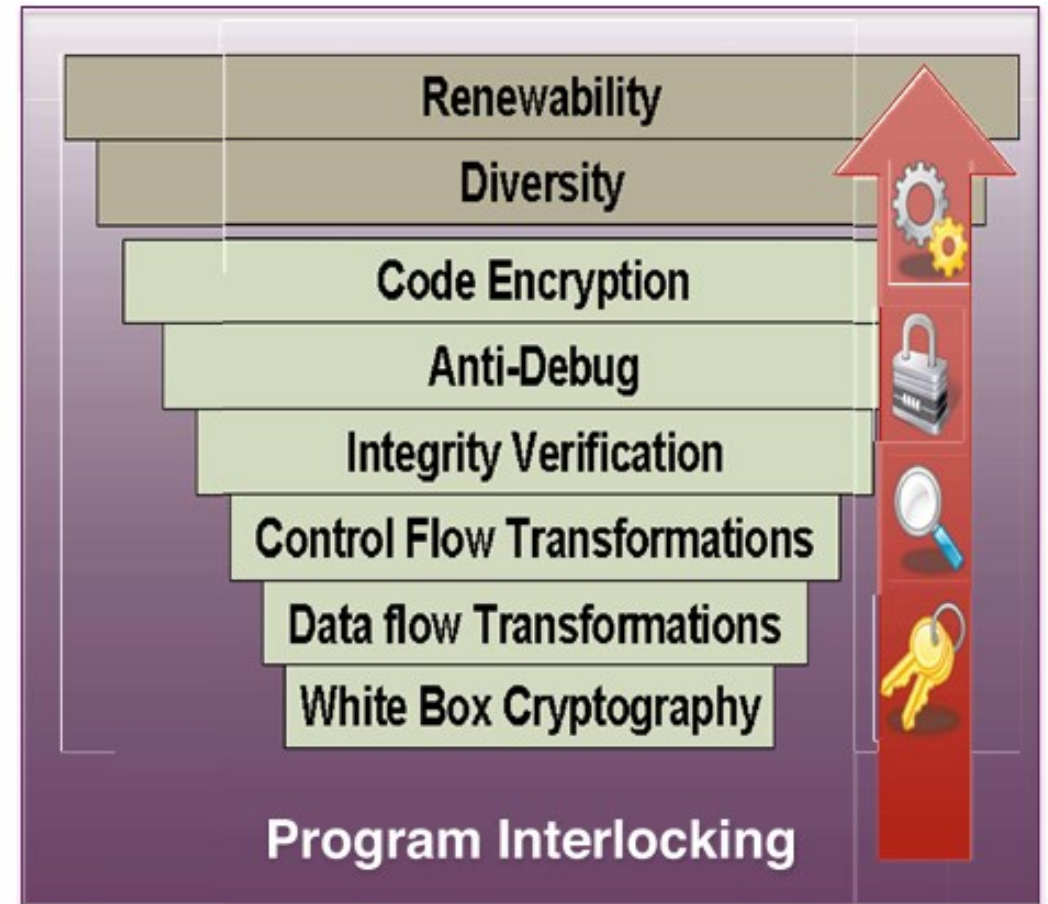 Renewability
Diversity
Code Encryption
Anti-Debug
Integrity Verification
Control Flow Transformations
Data flow Transformations
White Box Cryptography
Program Interlocking